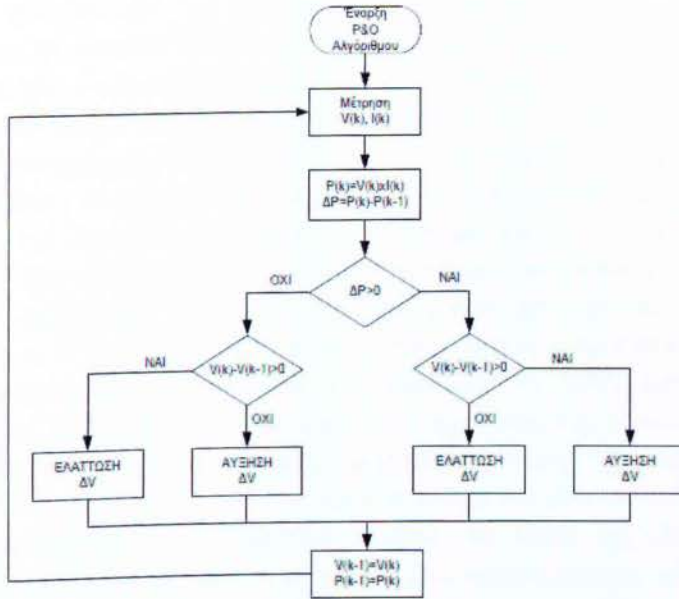 Έναρξη
P&O
Αλγόριθμου
Μέτρηση
V(k), I(k)
P(k)=V(k)xI(k)
ΔP=P(k)-P(k-1)
ΟΧΙ
ΔP>0
ΝΑΙ
ΝΑΙ
V(k)-V(k-1)>0
ΟΧΙ
V(k)-V(k-1)>0
ΝΑΙ
ΟΧΙ
ΕΛΑΤΤΩΣΗ
ΔV
ΑΥΞΗΣΗ
ΔV
ΕΛΑΤΤΩΣΗ
ΔV
ΑΥΞΗΣΗ
ΔV
V(k-1)=V(k)
P(k-1)=P(k)